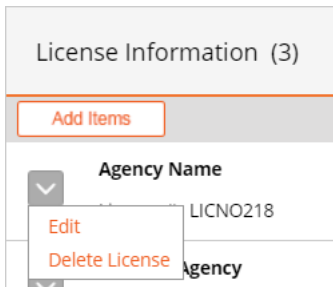 License Information (3)
Add Items
Agency Name
LICNO218
Edit
Delete License
Agency